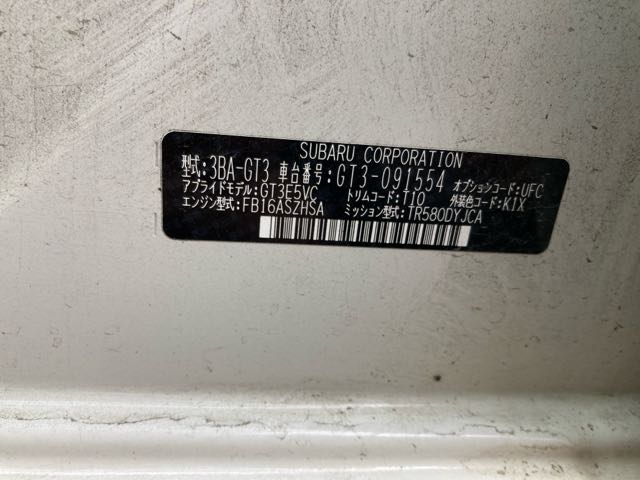 SUBARU CORPORATION
型式:3BA-GT3 車台番号:GT3-091554 オプションコード:UFC
アプライドモデル:GT3E5VC トリムコード:T10 外装色コード:K1X
エンジン型式:FB16ASZHSA ミッション型式:TR580DYJCA